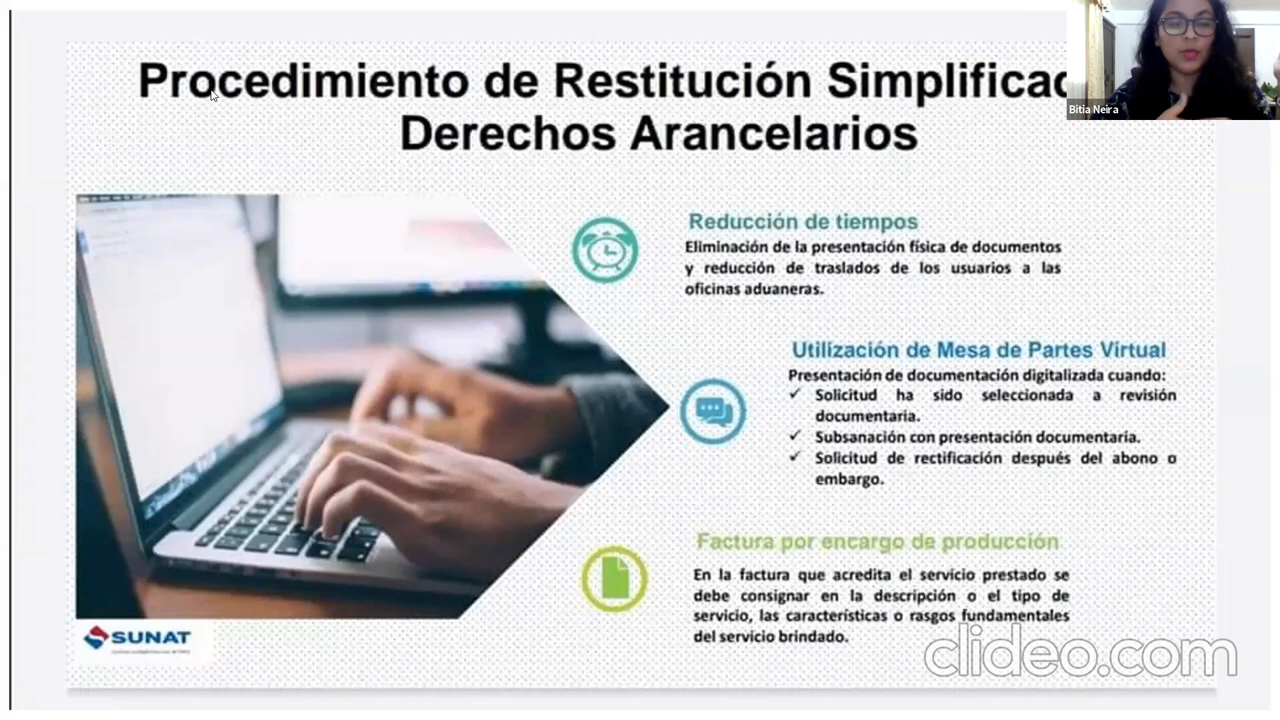 Procedimiento de Restitución Simplificad
Derechos Arancelarios
Bitia Neira
Reducción de tiempos
Eliminación de la presentación física de documentos
y reducción de traslados de los usuarios a las
oficinas aduaneras.
Utilización de Mesa de Partes Virtual
Presentación de documentación digitalizada cuando:
✓ Solicitud ha sido seleccionada a revisión
documentaria.
✓ Subsanación con presentación documentaria.
✓ Solicitud de rectificación después del abono o
embargo.
Factura por encargo de producción
En la factura que acredita el servicio prestado se
debe consignar en la descripción o el tipo de
servicio, las características o rasgos fundamentales
del servicio brindado.
SUNAT
clideo.com